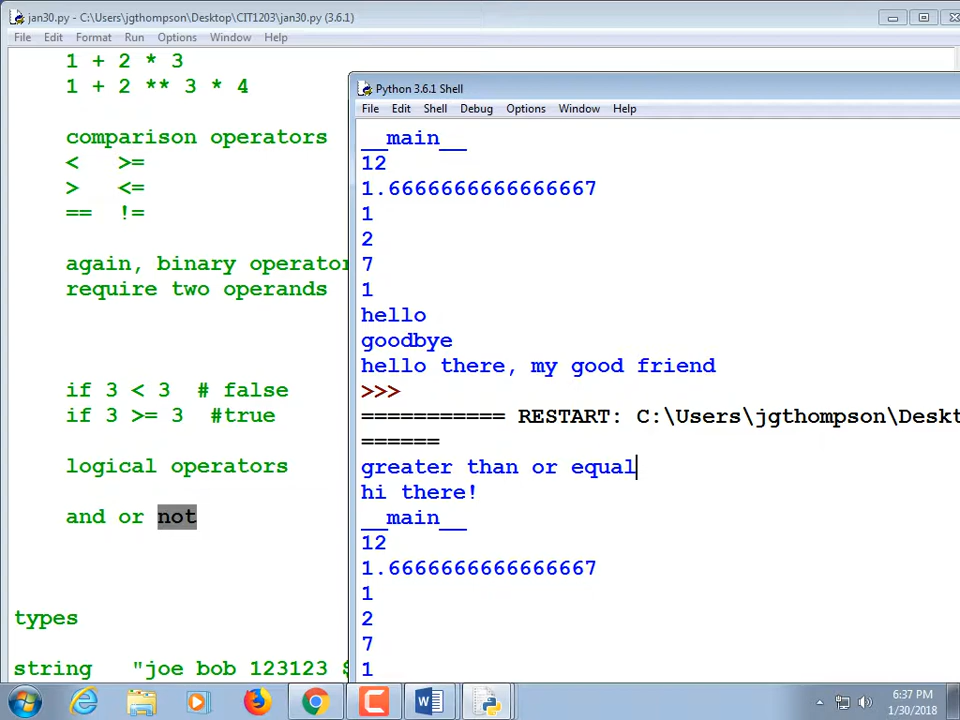 jan30.py - C:\Users\jgthompson\Desktop\CIT1203\jan30.py (3.6.1)
File Edit Format Run Options Window Help
1 + 2 * 3
1 + 2 ** 3 * 4
comparison operators
< >=
> <=
== !=
again, binary operator
require two operands
if 3 < 3 # false
if 3 >= 3 #true
logical operators
and or not
types
string "joe bob 123123 $
Python 3.6.1 Shell
File Edit Shell Debug Options Window Help
__main__
12
1.6666666666666667
1
2
7
1
hello
goodbye
hello there, my good friend
>>>
=========== RESTART: C:\Users\jgthompson\Deskt
======
greater than or equal
hi there!
__main__
12
1.6666666666666667
1
2
7
1
6:37 PM
1/30/2018